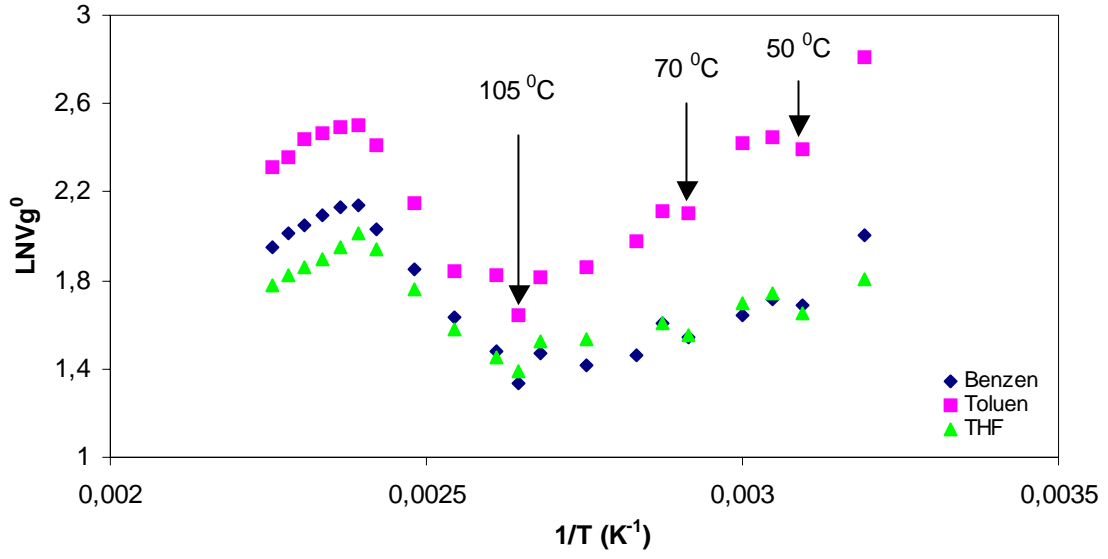 3
2,6
2,2
1,8
1,4
1
LNVg⁰
105 ⁰C
70 ⁰C
50 ⁰C
Benzen
Toluen
THF
0,002
0,0025
0,003
0,0035
1/T (K⁻¹)